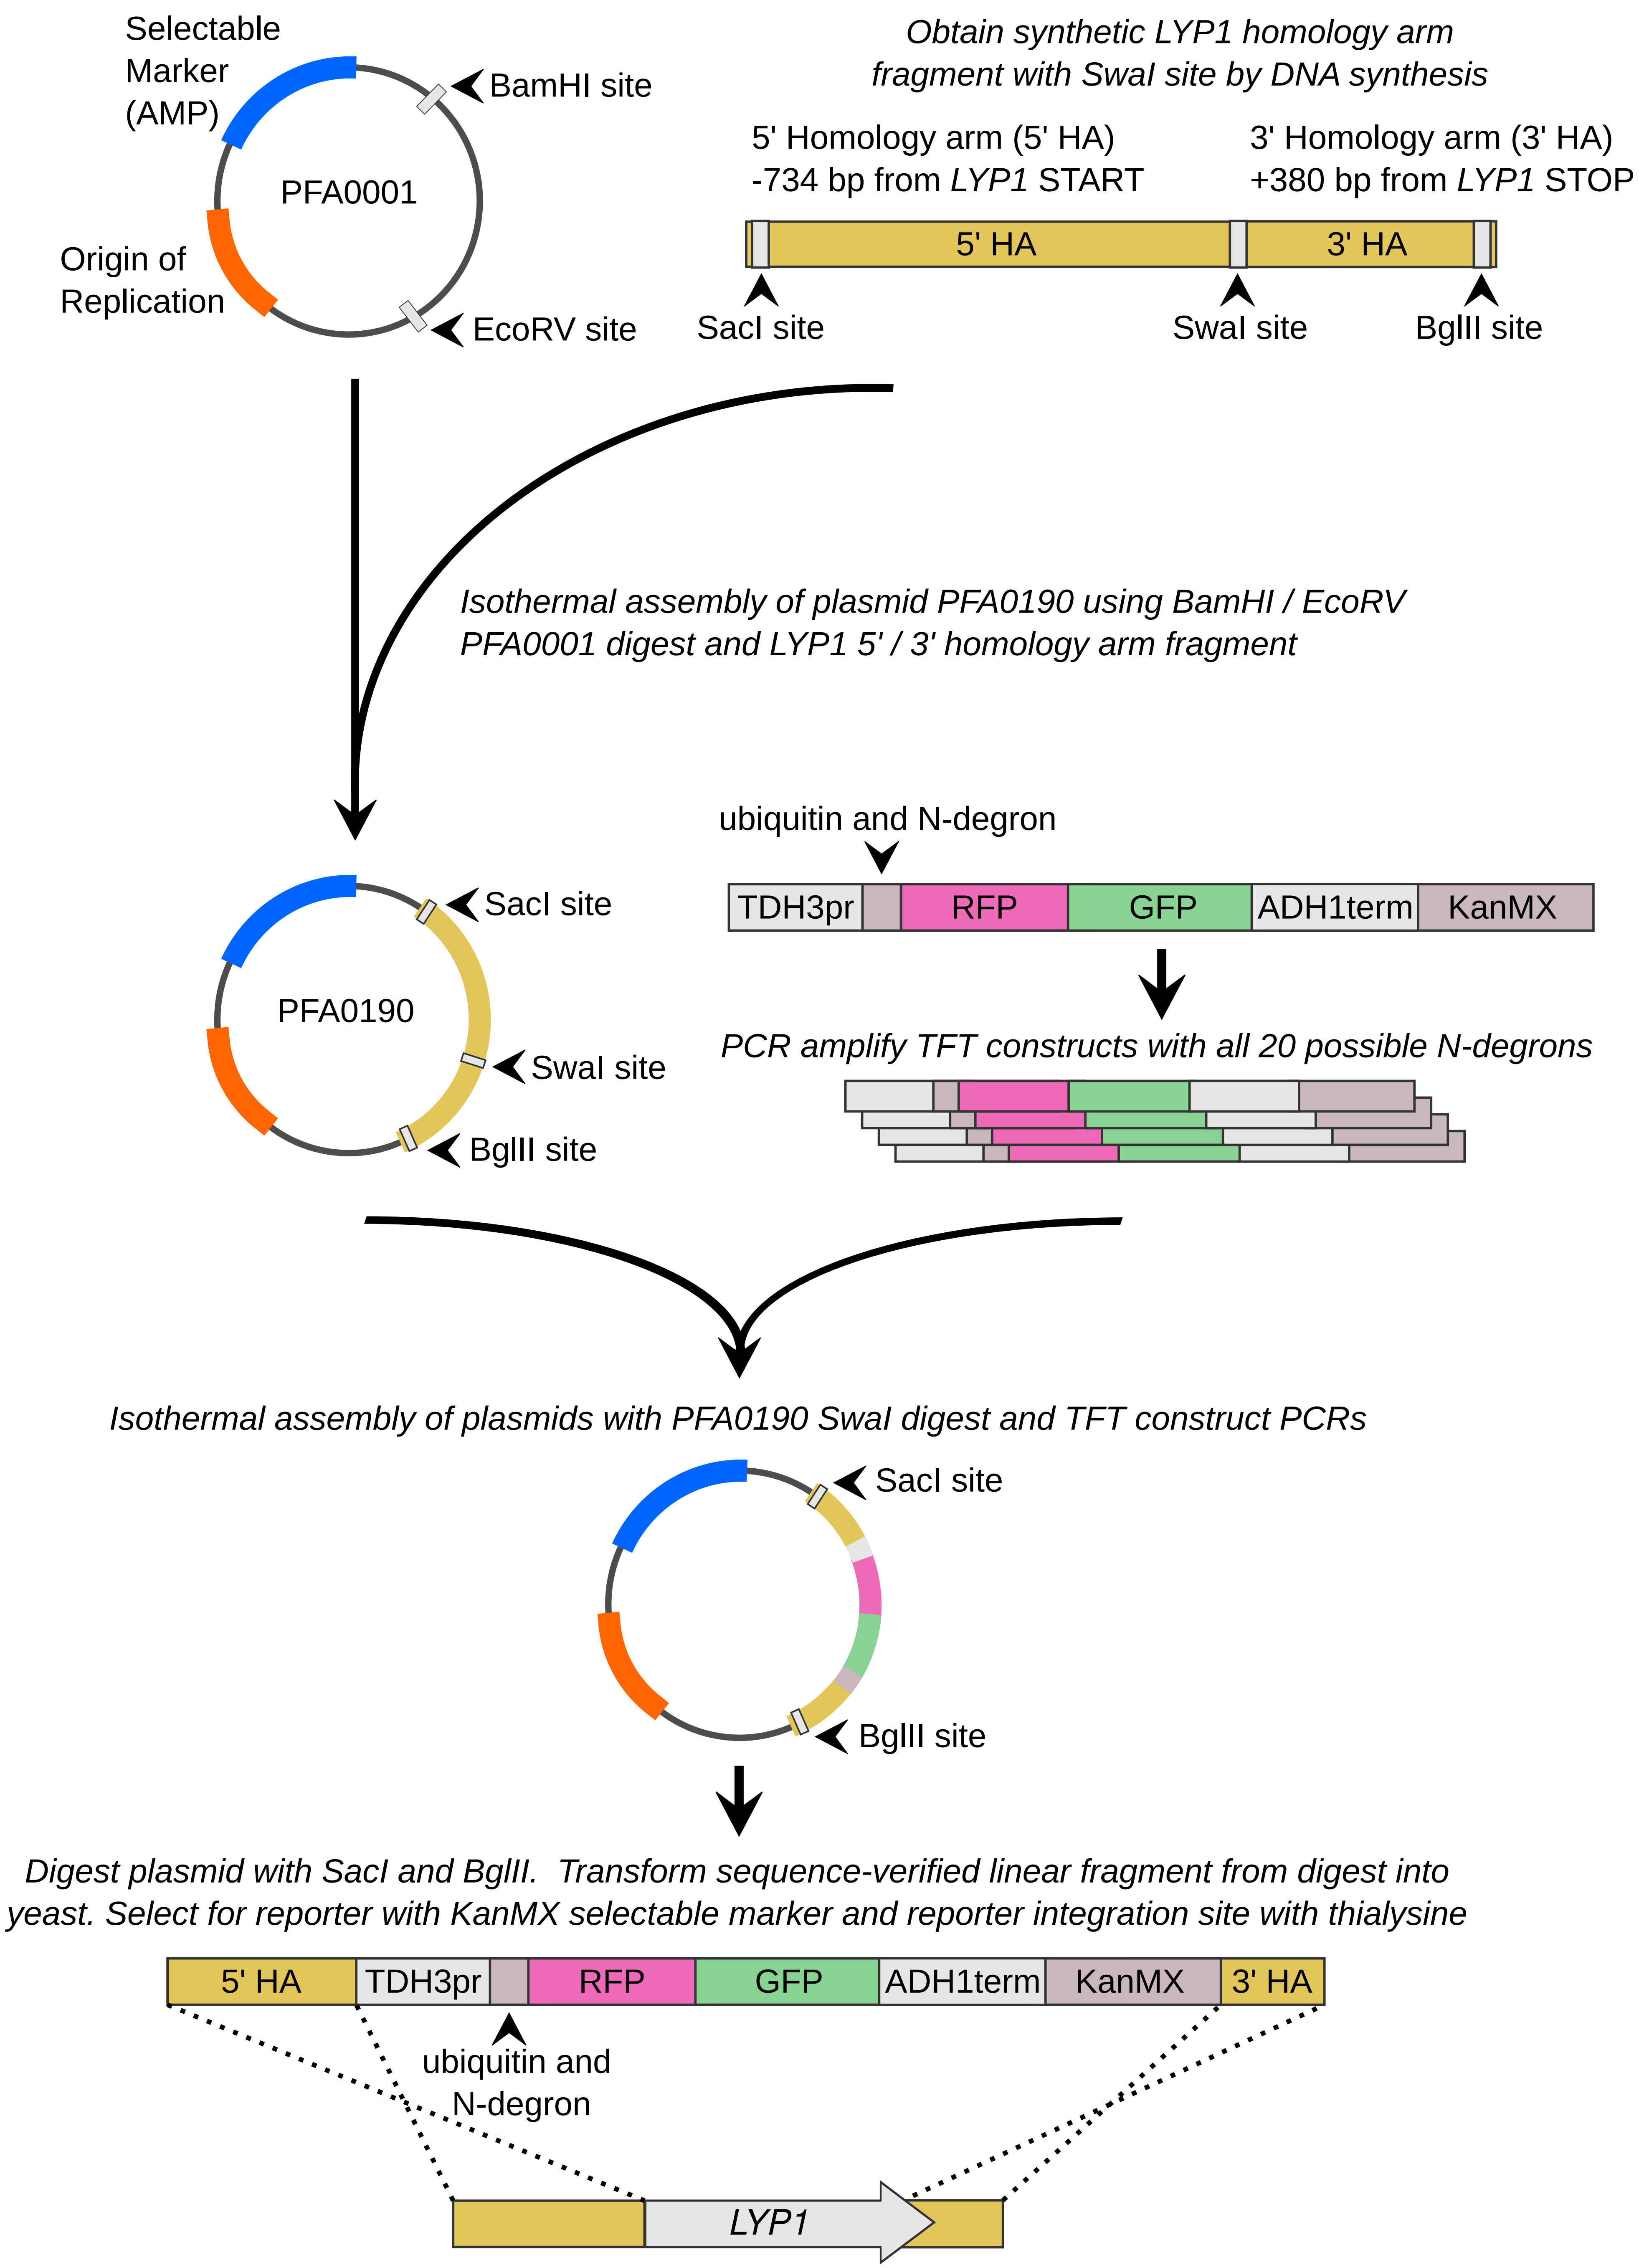 Selectable
Marker
(AMP)
BamHI site
PFA0001
Origin of
Replication
EcoRV site
Obtain synthetic LYP1 homology arm
fragment with SwaI site by DNA synthesis
5' Homology arm (5' HA)
-734 bp from LYP1 START
3' Homology arm (3' HA)
+380 bp from LYP1 STOP
5' HA
3' HA
SacI site
SwaI site
BglII site
Isothermal assembly of plasmid PFA0190 using BamHI / EcoRV
PFA0001 digest and LYP1 5' / 3' homology arm fragment
SacI site
PFA0190
SwaI site
BglII site
ubiquitin and N-degron
TDH3pr
RFP
GFP
ADH1term
KanMX
PCR amplify TFT constructs with all 20 possible N-degrons
Isothermal assembly of plasmids with PFA0190 SwaI digest and TFT construct PCRs
SacI site
BglII site
Digest plasmid with SacI and BglII.  Transform sequence-verified linear fragment from digest into
yeast. Select for reporter with KanMX selectable marker and reporter integration site with thialysine
5' HA
TDH3pr
RFP
GFP
ADH1term
KanMX
3' HA
ubiquitin and
N-degron
LYP1